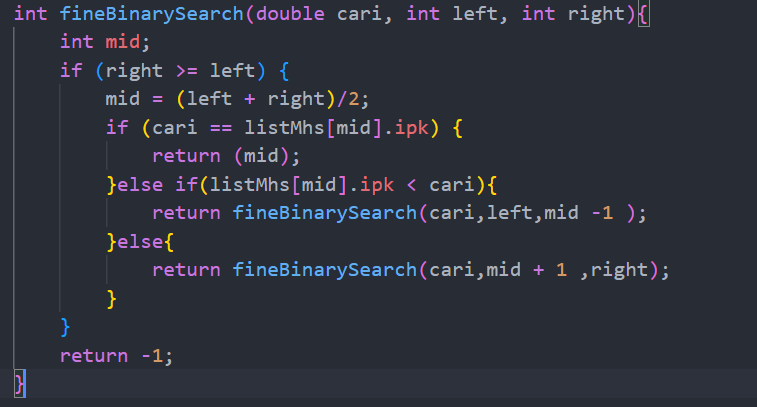 int fineBinarySearch(double cari, int left, int right){
    int mid;
    if (right >= left) {
        mid = (left + right)/2;
        if (cari == listMhs[mid].ipk) {
            return (mid);
        }else if(listMhs[mid].ipk < cari){
            return fineBinarySearch(cari,left,mid -1 );
        }else{
            return fineBinarySearch(cari,mid + 1 ,right);
        }
    }
    return -1;
}